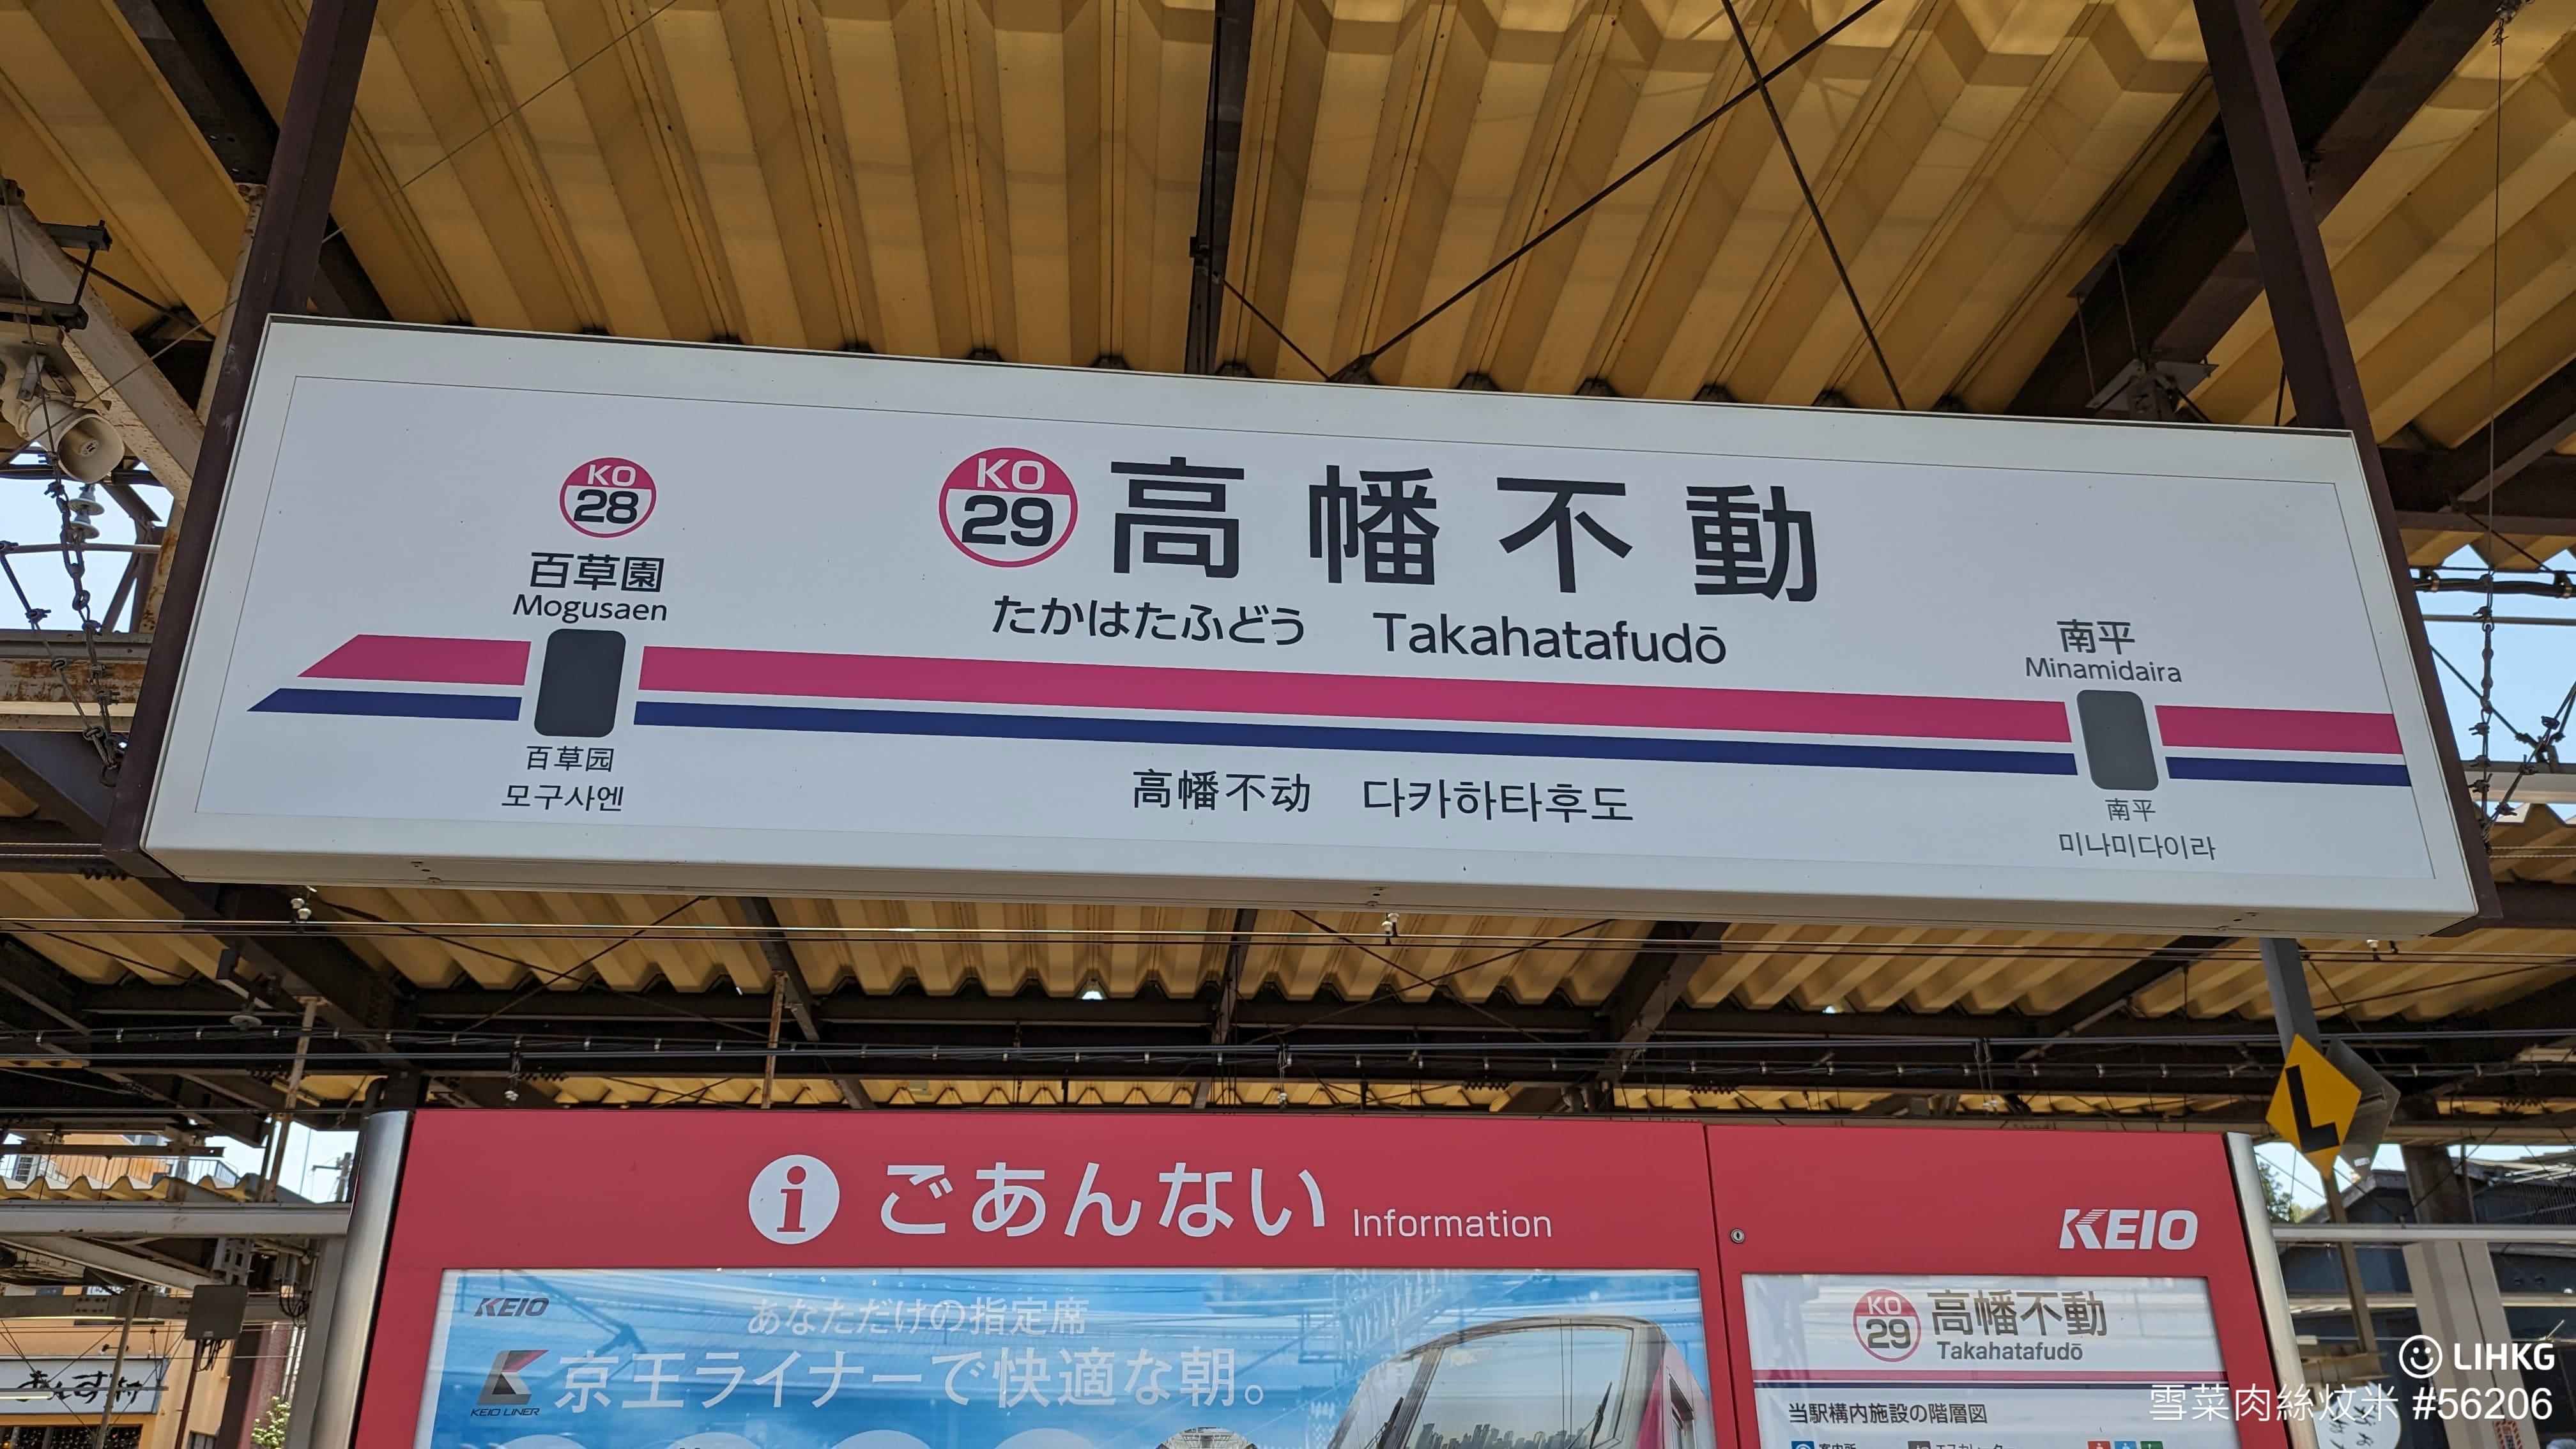 KO
28
百草園
Mogusaen
百草园
모구사엔
KO
29
高幡不動
たかはたふどう Takahatafudō
高幡不动 다카하타후도
南平
Minamidaira
南平
미나미다이라
i ごあんない Information
KEIO
KEIO
あなただけの指定席
京王ライナーで快適な朝。
KEIO LINER
KO
29
高幡不動
Takahatafudō
当駅構内施設の階層図
L
LIHKG
雪菜肉絲炆米 #56206